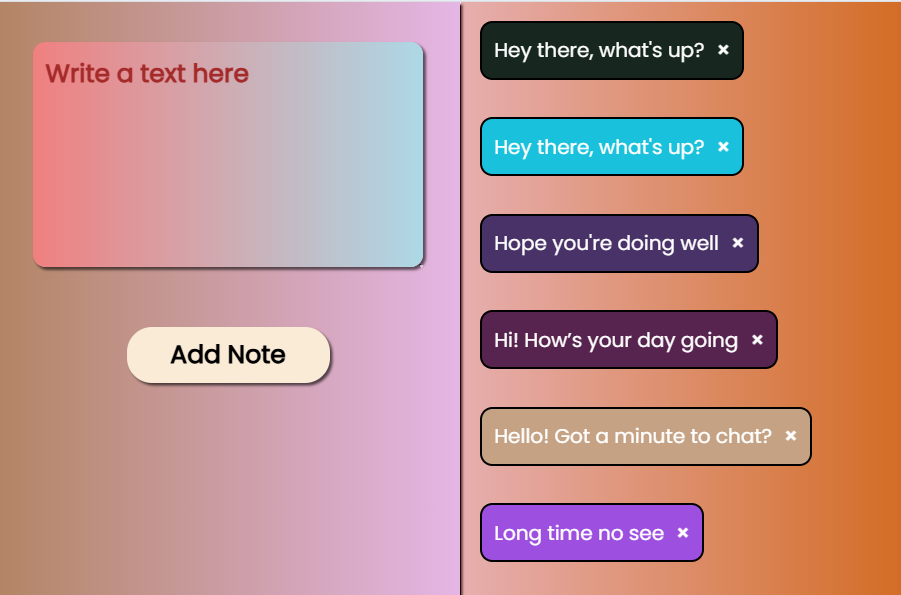 Write a text here
Add Note
Hey there, what's up? ×
Hey there, what's up? ×
Hope you're doing well ×
Hi! How’s your day going ×
Hello! Got a minute to chat? ×
Long time no see ×